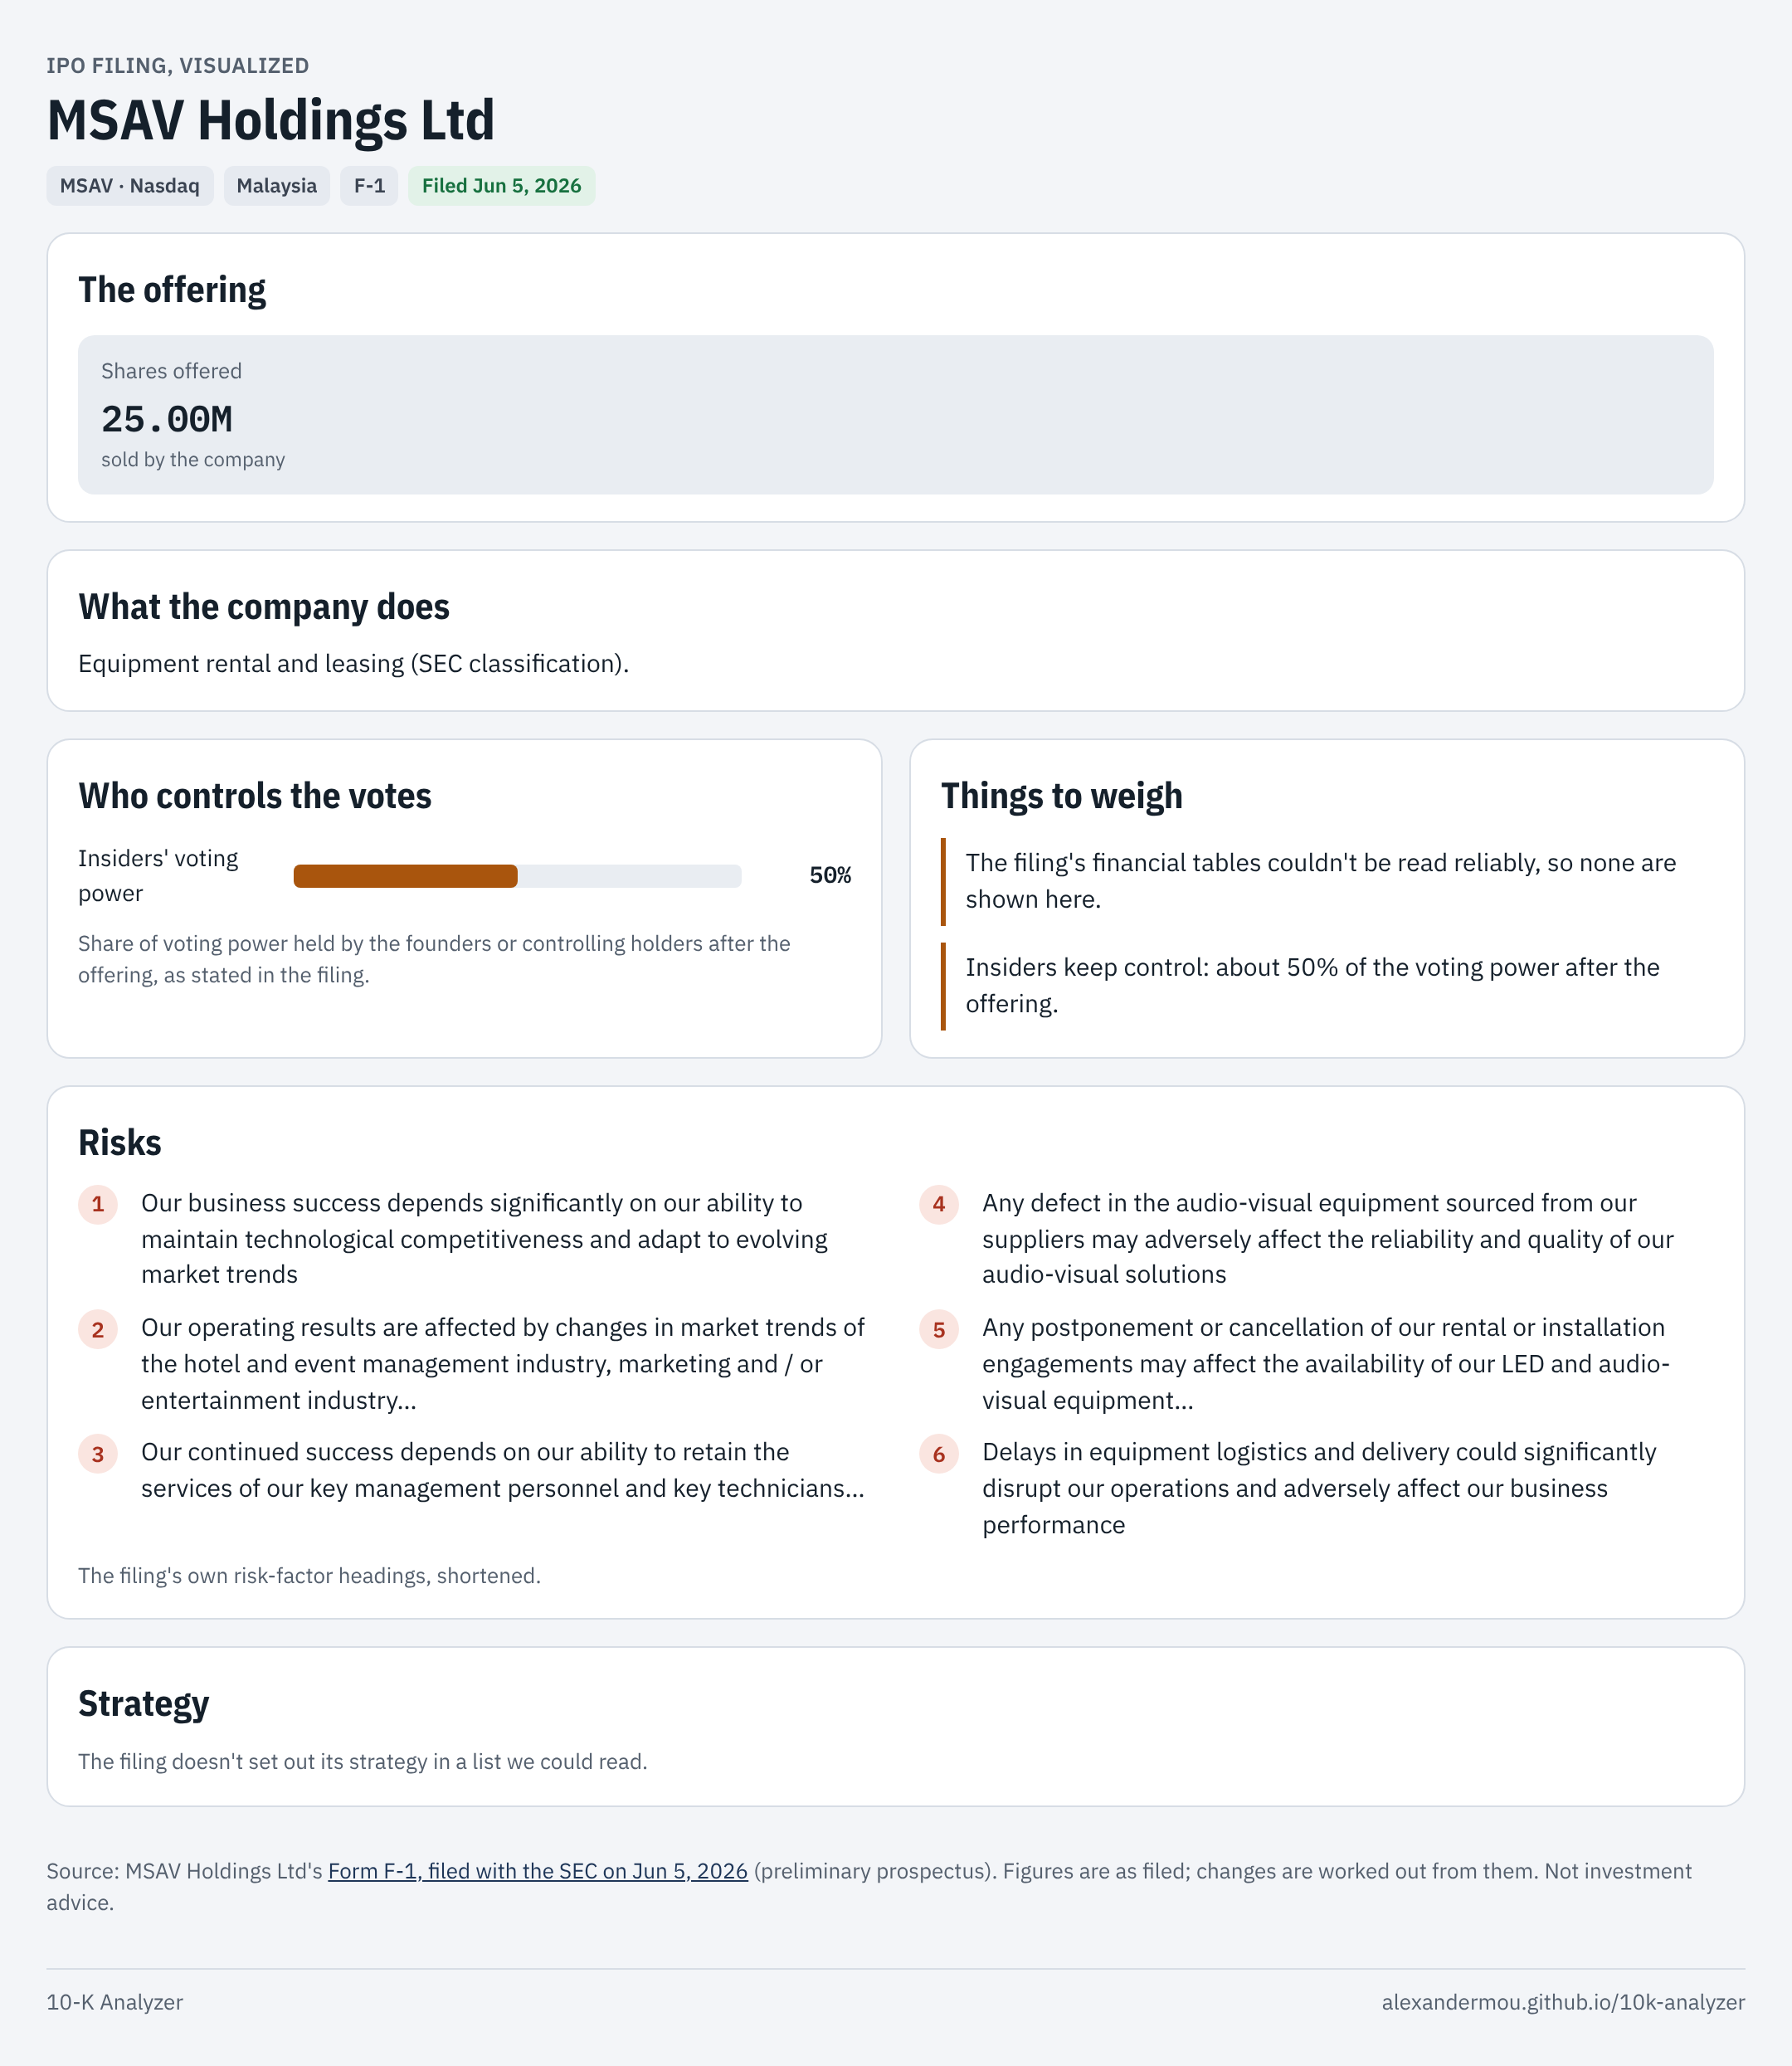 IPO FILING, VISUALIZED
MSAV Holdings Ltd
MSAV · Nasdaq
Malaysia
F-1
Filed Jun 5, 2026
The offering
Shares offered
25.00M
sold by the company
What the company does
Equipment rental and leasing (SEC classification).
Who controls the votes
Insiders' voting
power
50%
Share of voting power held by the founders or controlling holders after the
offering, as stated in the filing.
Things to weigh
The filing's financial tables couldn't be read reliably, so none are
shown here.
Insiders keep control: about 50% of the voting power after the
offering.
Risks
1
Our business success depends significantly on our ability to
maintain technological competitiveness and adapt to evolving
market trends
2
Our operating results are affected by changes in market trends of
the hotel and event management industry, marketing and / or
entertainment industry...
3
Our continued success depends on our ability to retain the
services of our key management personnel and key technicians...
4
Any defect in the audio-visual equipment sourced from our
suppliers may adversely affect the reliability and quality of our
audio-visual solutions
5
Any postponement or cancellation of our rental or installation
engagements may affect the availability of our LED and audio-
visual equipment...
6
Delays in equipment logistics and delivery could significantly
disrupt our operations and adversely affect our business
performance
The filing's own risk-factor headings, shortened.
Strategy
The filing doesn't set out its strategy in a list we could read.
Source: MSAV Holdings Ltd's Form F-1, filed with the SEC on Jun 5, 2026 (preliminary prospectus). Figures are as filed; changes are worked out from them. Not investment
advice.
10-K Analyzer
alexandermou.github.io/10k-analyzer